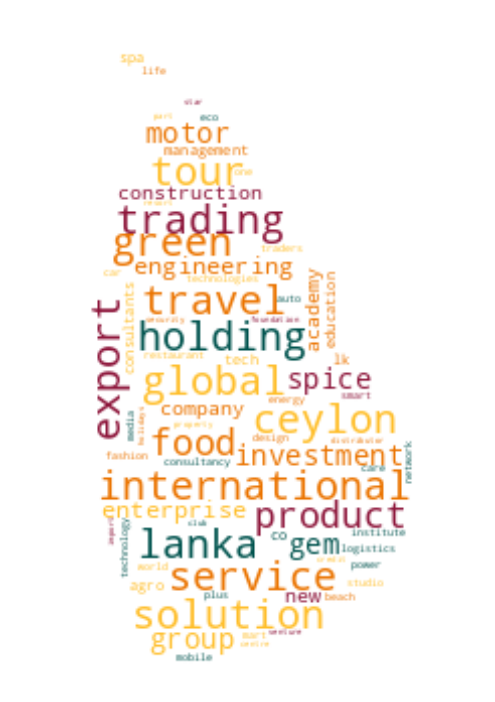 spa
life
star
part
eco
motor
management
tour
one
construction
resort
trading
green
traders
car
engineering
technologies
consultants
academy
education
travel
auto
export
security
foundation
holding
restaurant
tech
lk
global
spice
energy
smart
company
holidays
media
property
ceylon
food
design
distributor
fashion
consultancy
investment
care
network
international
enterprise
product
import
technology
club
lanka
co
gem
institute
logistics
world
credit
power
service
agro
studio
plus
new
beach
solution
group
mart
venture
centre
mobile